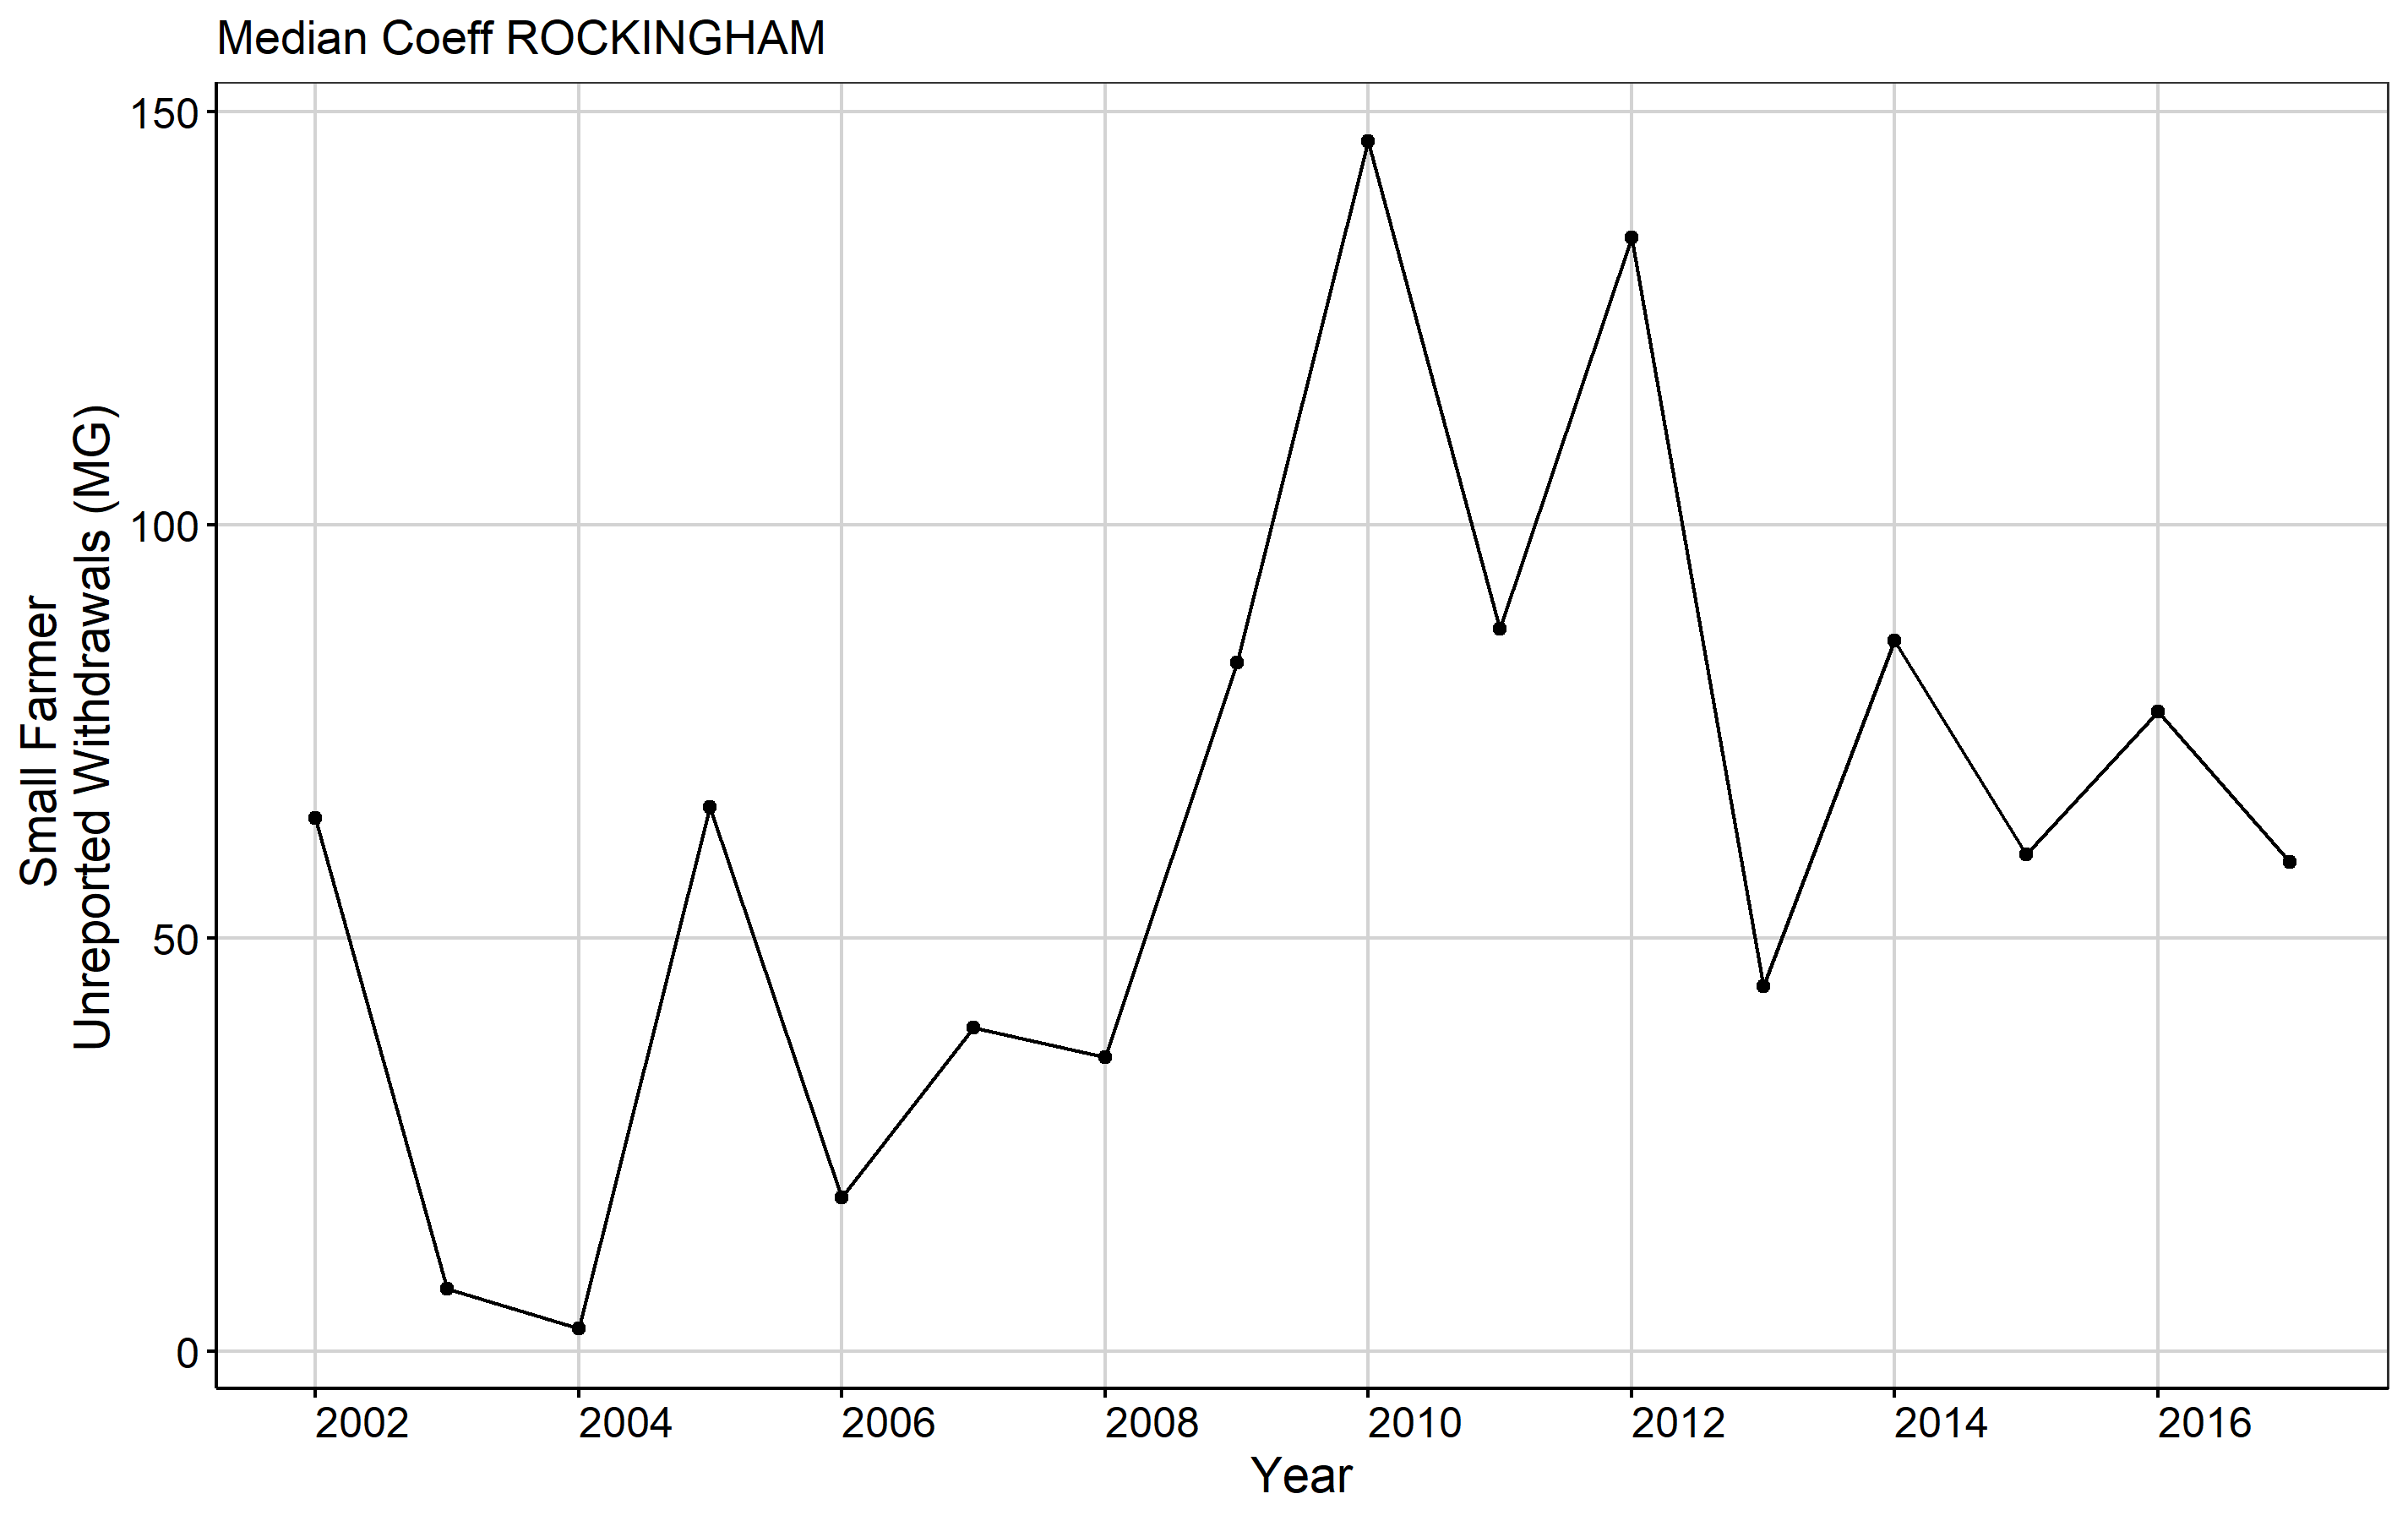 Median Coeff ROCKINGHAM
Small Farmer
Unreported Withdrawals (MG)
150
100
50
0
2002 2004 2006 2008 2010 2012 2014 2016
Year